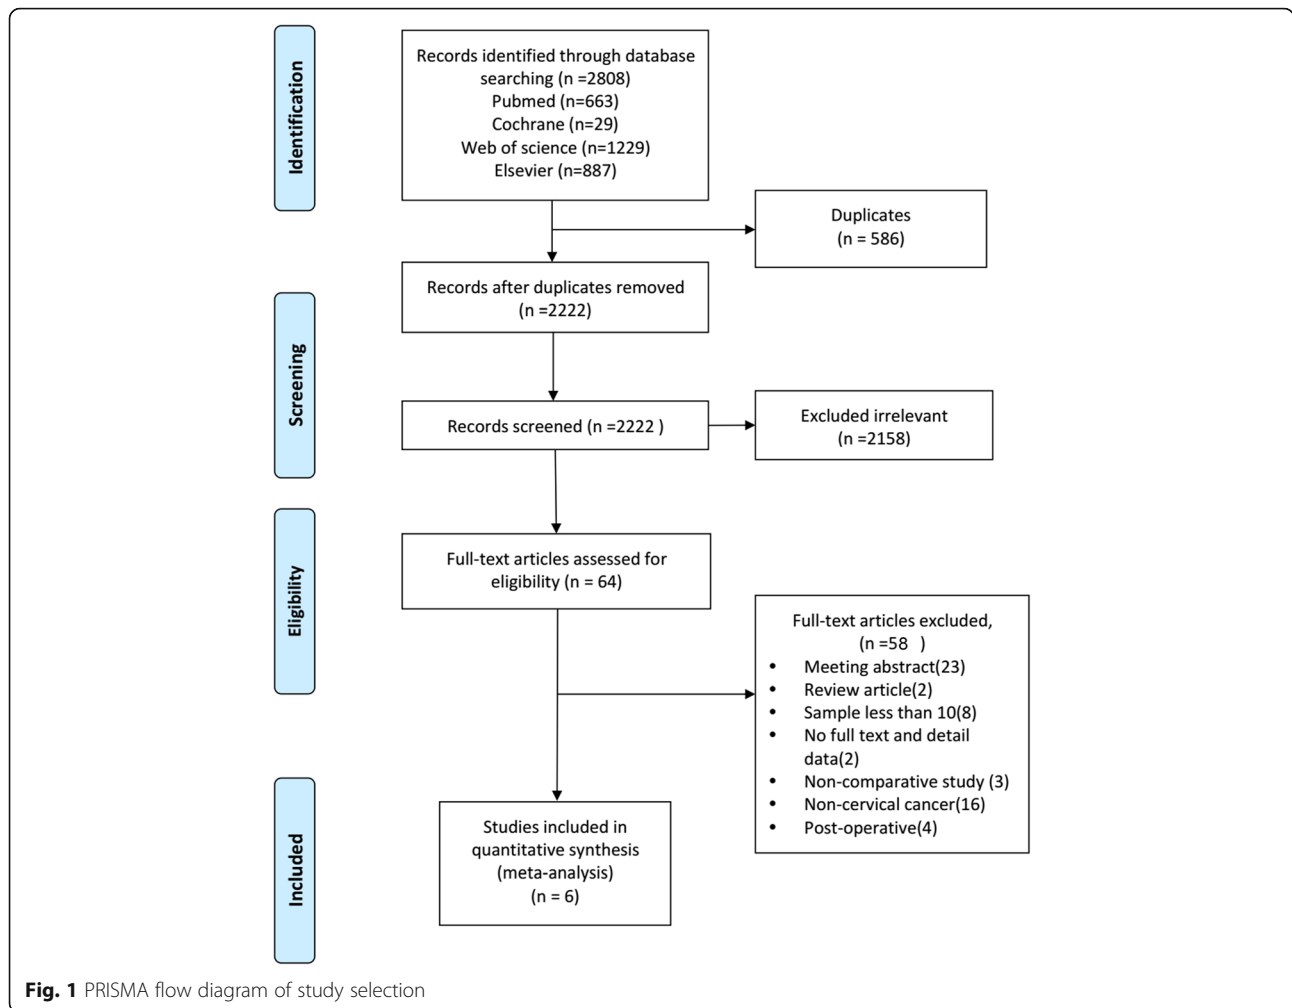 Identification
Records identified through database
searching (n =2808)
Pubmed (n=663)
Cochrane (n=29)
Web of science (n=1229)
Elsevier (n=887)
Duplicates
(n = 586)
Screening
Records after duplicates removed
(n =2222)
Records screened (n =2222 )
Excluded irrelevant
(n =2158)
Eligibility
Full-text articles assessed for
eligibility (n = 64)
Full-text articles excluded,
(n =58 )
• Meeting abstract(23)
• Review article(2)
• Sample less than 10(8)
• No full text and detail
data(2)
• Non-comparative study (3)
• Non-cervical cancer(16)
• Post-operative(4)
Included
Studies included in
quantitative synthesis
(meta-analysis)
(n = 6)
Fig. 1 PRISMA flow diagram of study selection